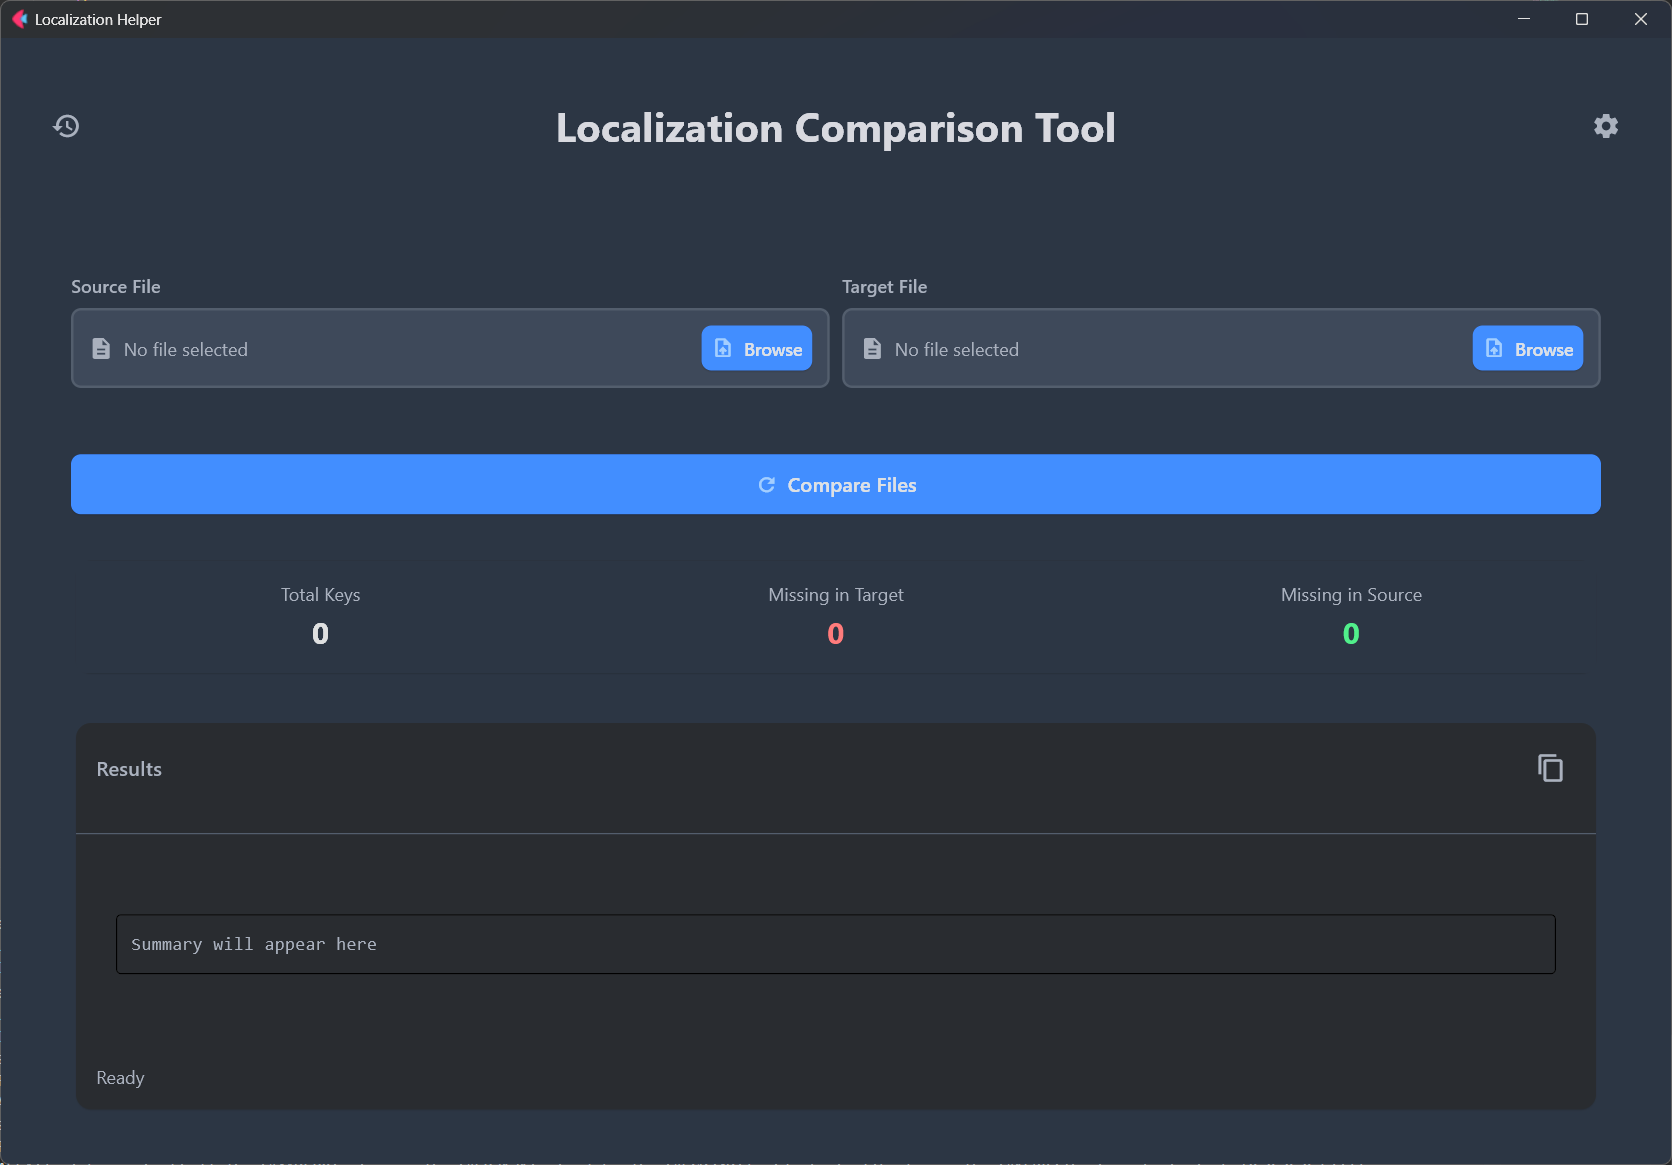 Localization Helper
Localization Comparison Tool
Source File
Target File
No file selected
Browse
No file selected
Browse
Compare Files
Total Keys
Missing in Target
Missing in Source
0
0
0
Results
Summary will appear here
Ready